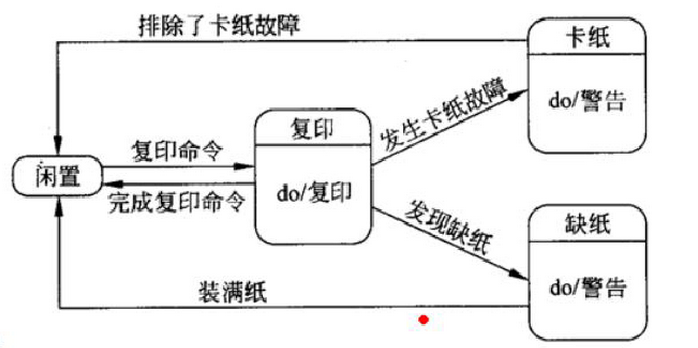 排除了卡纸故障
卡纸
do/警告
发生卡纸故障
复印
do/复印
复印命令
闲置
完成复印命令
发现缺纸
缺纸
do/警告
装满纸